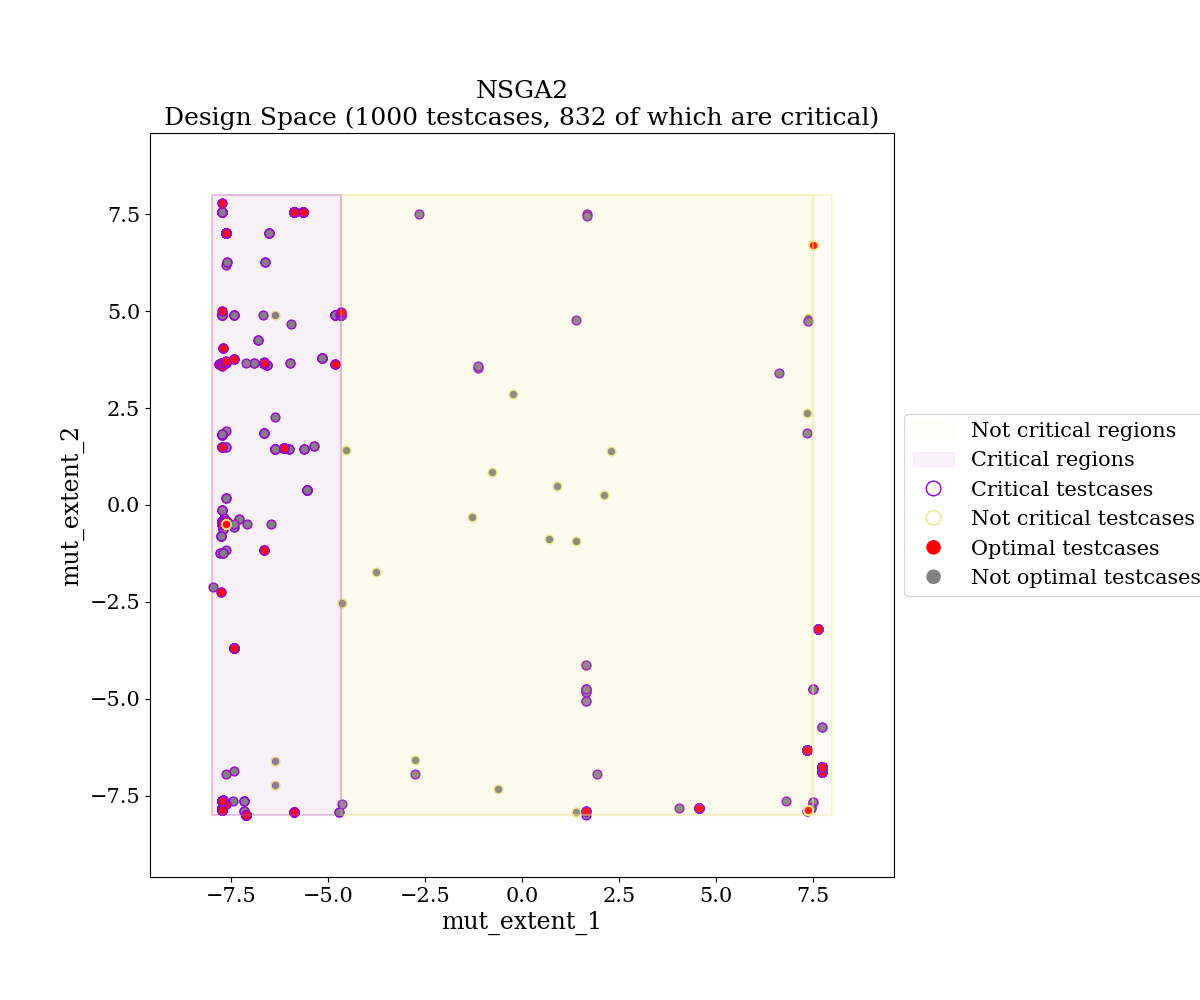 NSGA2
Design Space (1000 testcases, 832 of which are critical)
mut_extent_2
7.5
5.0
2.5
0.0
−2.5
−5.0
−7.5
−7.5
−5.0
−2.5
0.0
2.5
5.0
7.5
mut_extent_1
Not critical regions
Critical regions
Critical testcases
Not critical testcases
Optimal testcases
Not optimal testcases